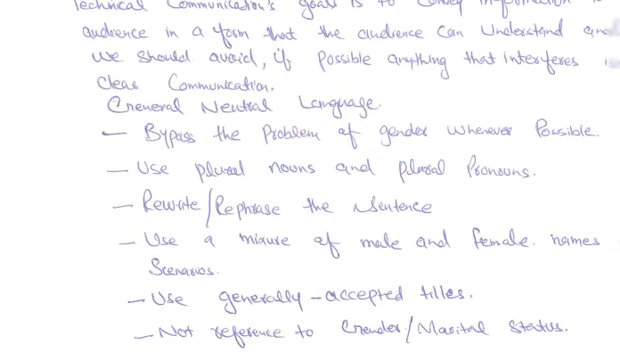 Technical Communication's goals is to convey information
audience in a form that the audience can understand and
we should avoid, if possible anything that interferes
clear Communication.
General Neutral Language.
— Bypass the Problem of gender whenever Possible.
— Use plural nouns and plural Pronouns.
— Rewrite/Rephrase the Sentence
— Use a mixture of male and female names
Scenarios.
— Use generally-accepted titles.
— Not reference to Gender/Marital Status.